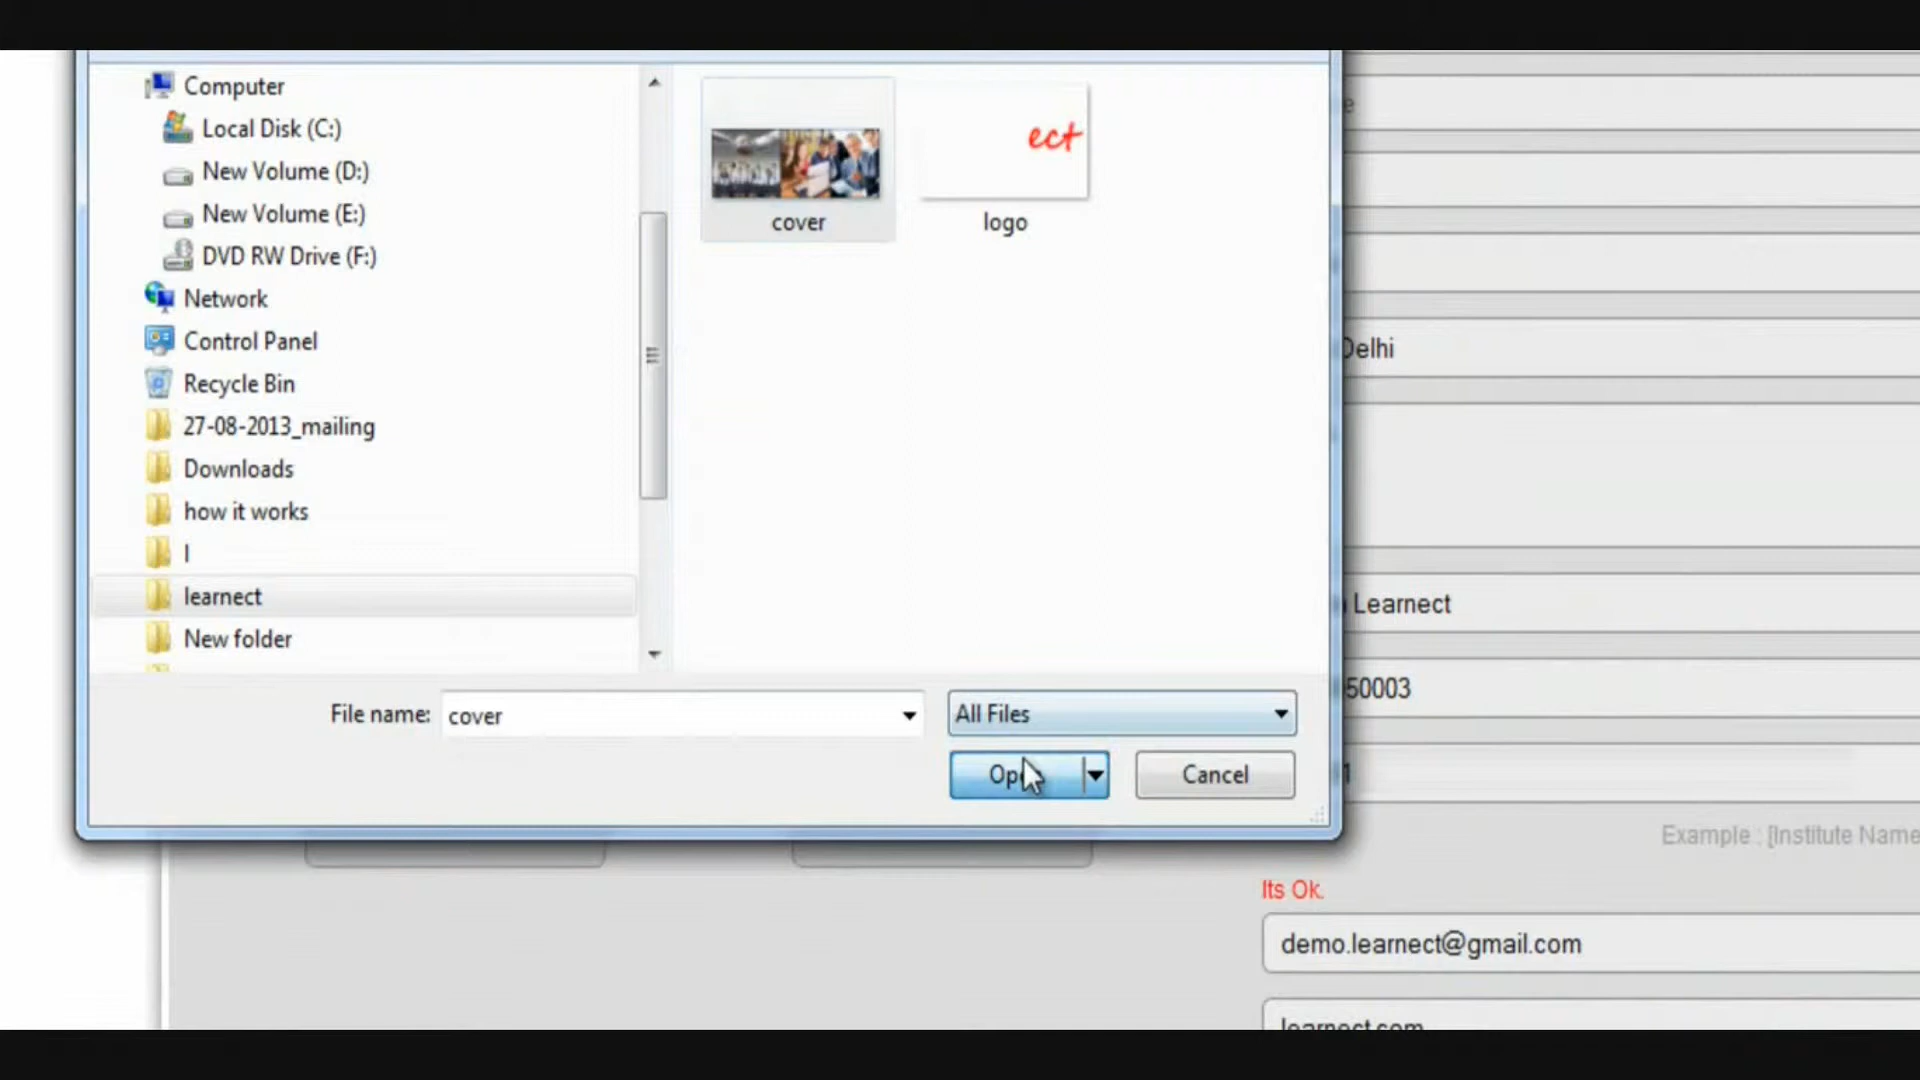 Computer
Local Disk (C:)
New Volume (D:)
New Volume (E:)
DVD RW Drive (F:)
Network
Control Panel
Recycle Bin
27-08-2013_mailing
Downloads
how it works
l
learnect
New folder
ect
cover
logo
File name:
cover
All Files
Cancel
Delhi
Learnect
50003
Example : [Institute Name
Its Ok.
demo.learnect@gmail.com
learnect.com